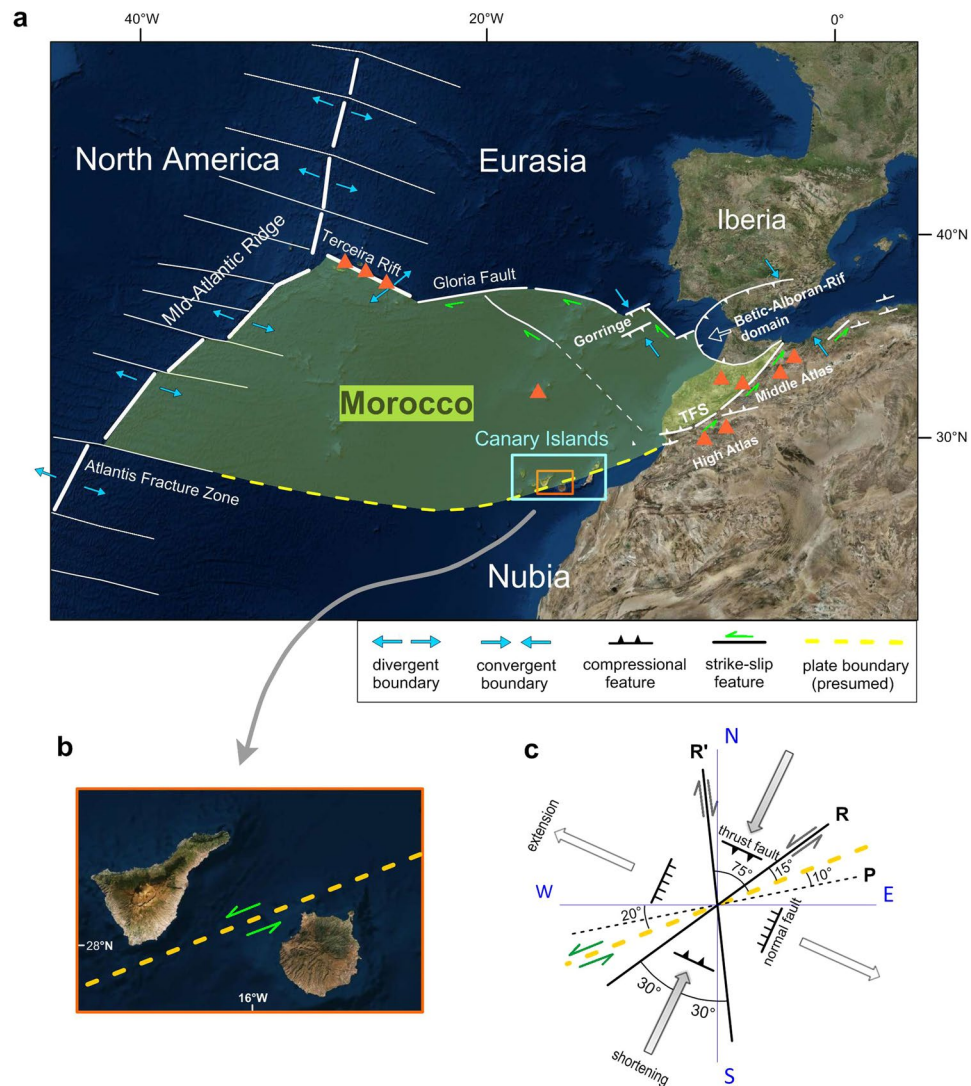 a
40°W
20°W
0°
North America
Eurasia
Iberia
40°N
Terceira Rift
MId-Atlantic Ridge
Gloria Fault
Gorringe
Betic-Alboran-Rif
domain
Morocco
Middle Atlas
TFS
High Atlas
30°N
Canary Islands
Atlantis Fracture Zone
Nubia
divergent
boundary
convergent
boundary
compressional
feature
strike-slip
feature
plate boundary
(presumed)
b
28°N
16°W
c
N
R'
R
thrust fault
extension
75°
15°
10°
P
W
E
20°
normal fault
30°
30°
shortening
S